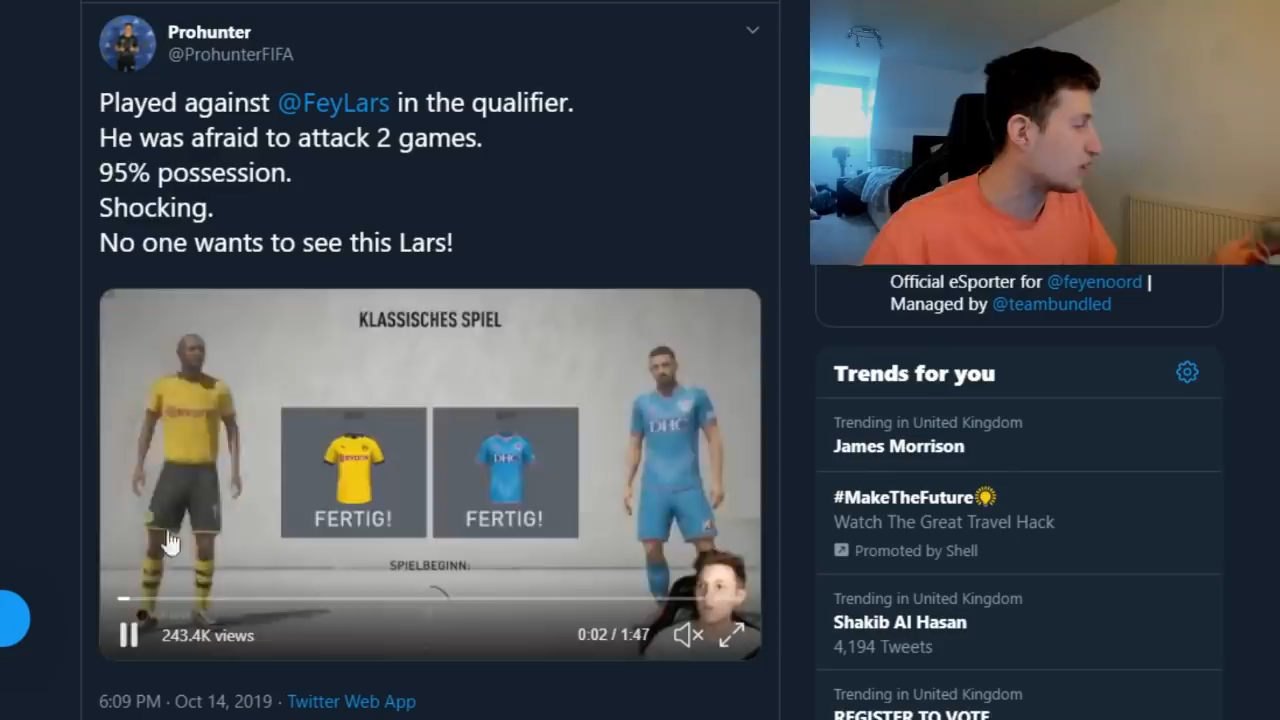 Prohunter
@ProhunterFIFA
Played against @FeyLars in the qualifier.
He was afraid to attack 2 games.
95% possession.
Shocking.
No one wants to see this Lars!
KLASSISCHES SPIEL
DHC
DHC
FERTIG!
FERTIG!
SPIELBEGINN:
243.4K views
0:02 / 1:47
6:09 PM · Oct 14, 2019 · Twitter Web App
Official eSporter for @feyenoord |
Managed by @teambundled
Trends for you
Trending in United Kingdom
James Morrison
#MakeTheFuture
Watch The Great Travel Hack
Promoted by Shell
Trending in United Kingdom
Shakib Al Hasan
4,194 Tweets
Trending in United Kingdom
REGISTER TO VOTE